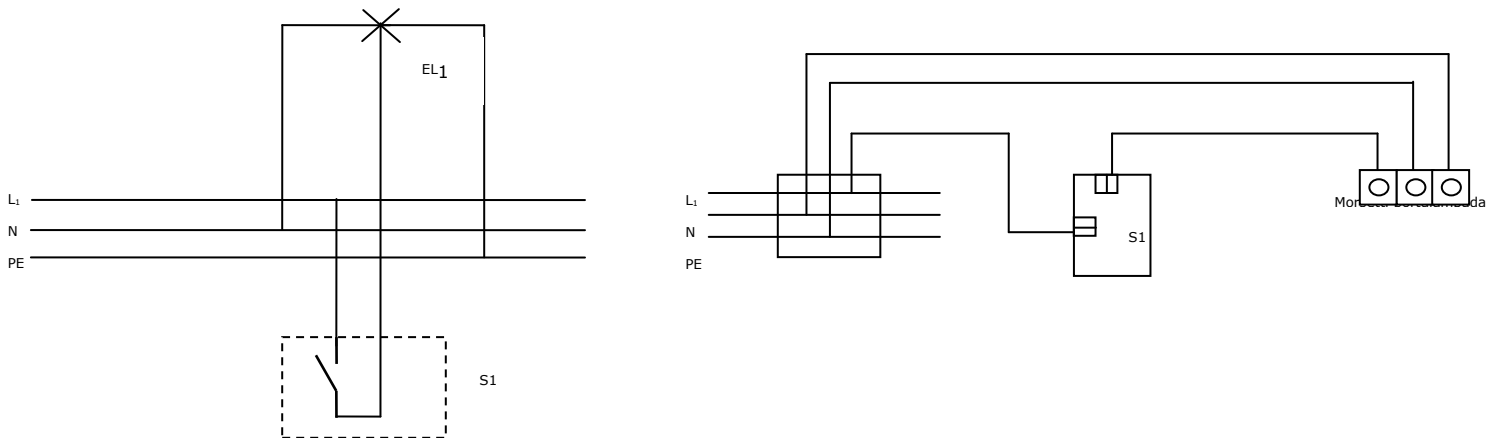 EL1
L₁
N
PE
S1
L₁
N
PE
S1
Morsetti Portalampada